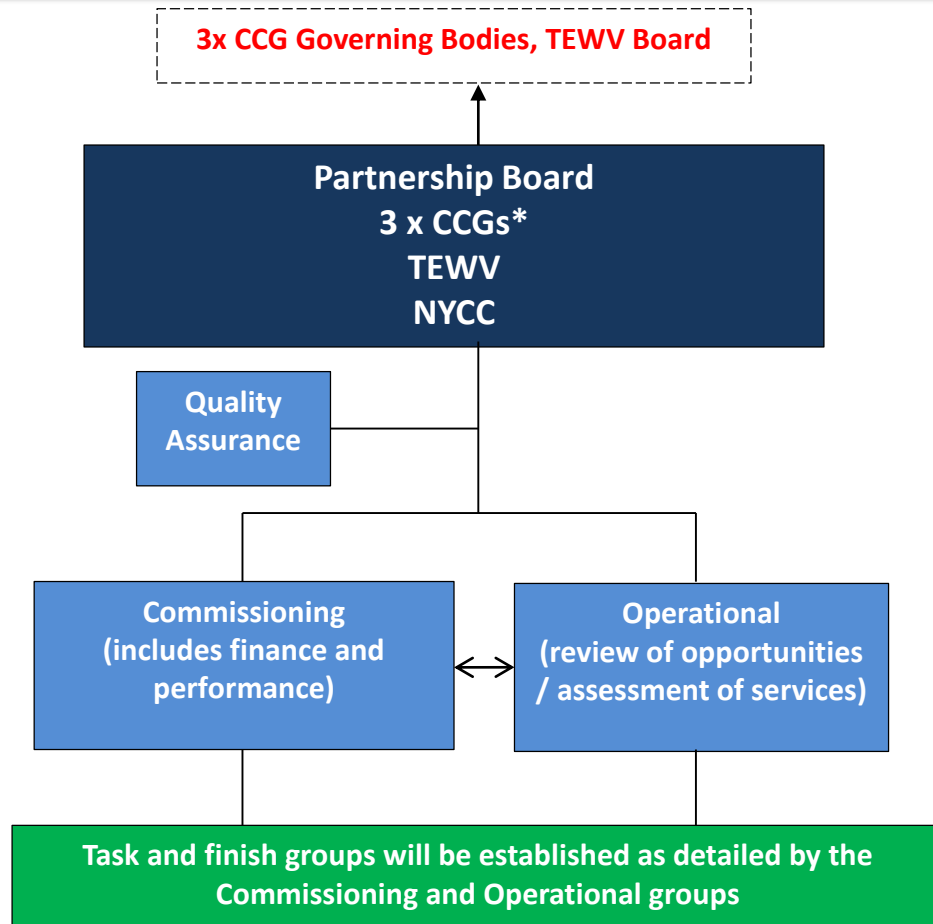 3x CCG Governing Bodies, TEWV Board
Partnership Board
3 x CCGs*
TEWV
NYCC
Quality
Assurance
Commissioning
(includes finance and
performance)
Operational
(review of opportunities
/ assessment of services)
Task and finish groups will be established as detailed by the
Commissioning and Operational groups